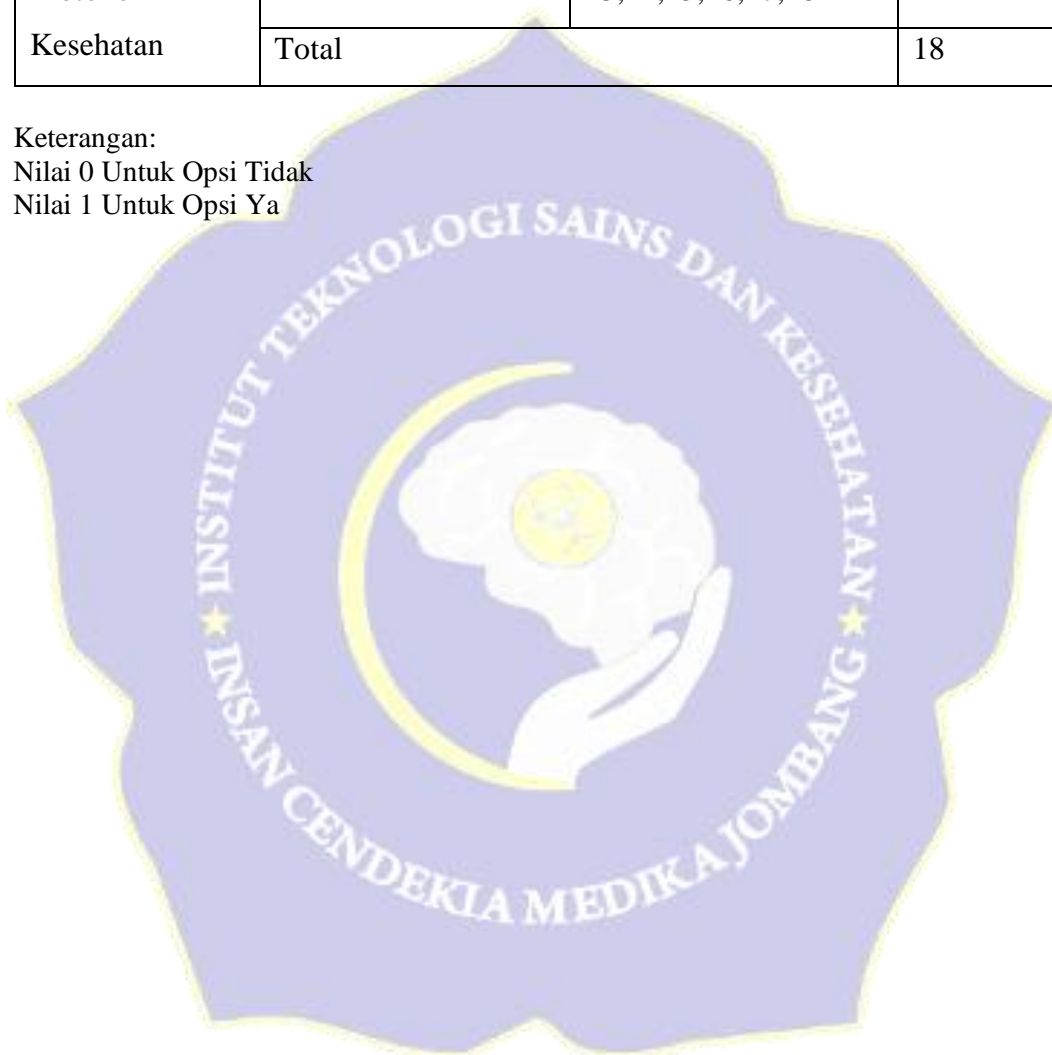 Kesehatan
Total
18
Keterangan:
Nilai 0 Untuk Opsi Tidak
Nilai 1 Untuk Opsi Ya
INSTITUT TEKNOLOGI SAINS DAN KESEHATAN
INSAN CENDEKIA MEDIKA JOMBANG